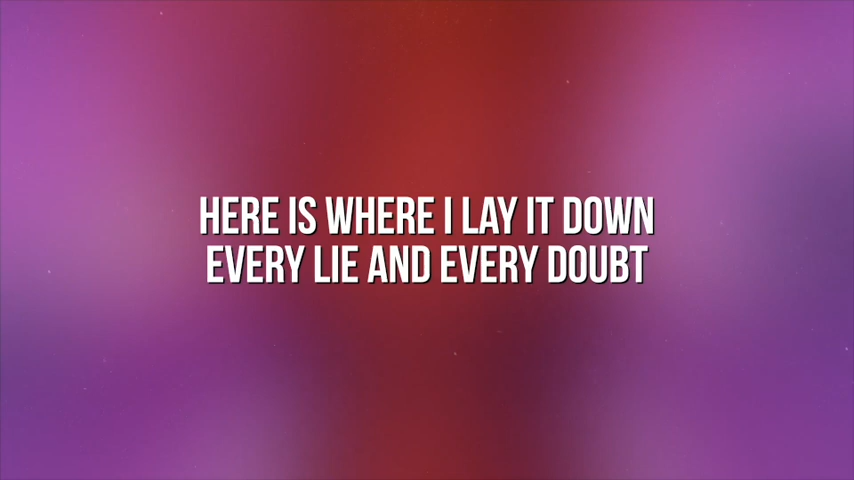 HERE IS WHERE I LAY IT DOWN
EVERY LIE AND EVERY DOUBT